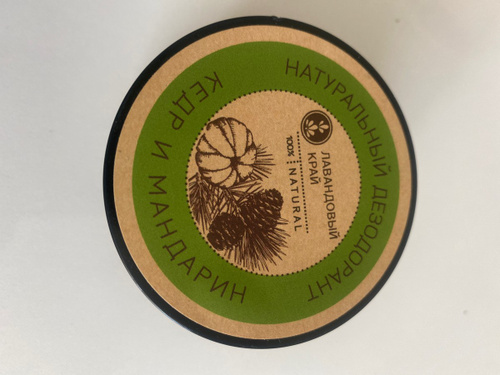 НАТУРАЛЬНЫЙ ДЕЗОДОРАНТ
ЛАВАНДОВЫЙ
КРАЙ
100% NATURAL
КЕДР И МАНДАРИН